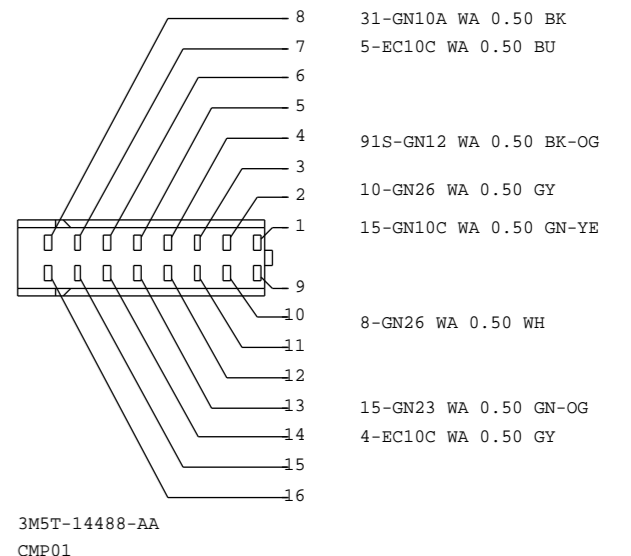 8 31-GN10A WA 0.50 BK
7 5-EC10C WA 0.50 BU
6
5
4 91S-GN12 WA 0.50 BK-OG
3
2 10-GN26 WA 0.50 GY
1 15-GN10C WA 0.50 GN-YE
9
10 8-GN26 WA 0.50 WH
11
12
13 15-GN23 WA 0.50 GN-OG
14 4-EC10C WA 0.50 GY
15
16
3M5T-14488-AA
CMP01